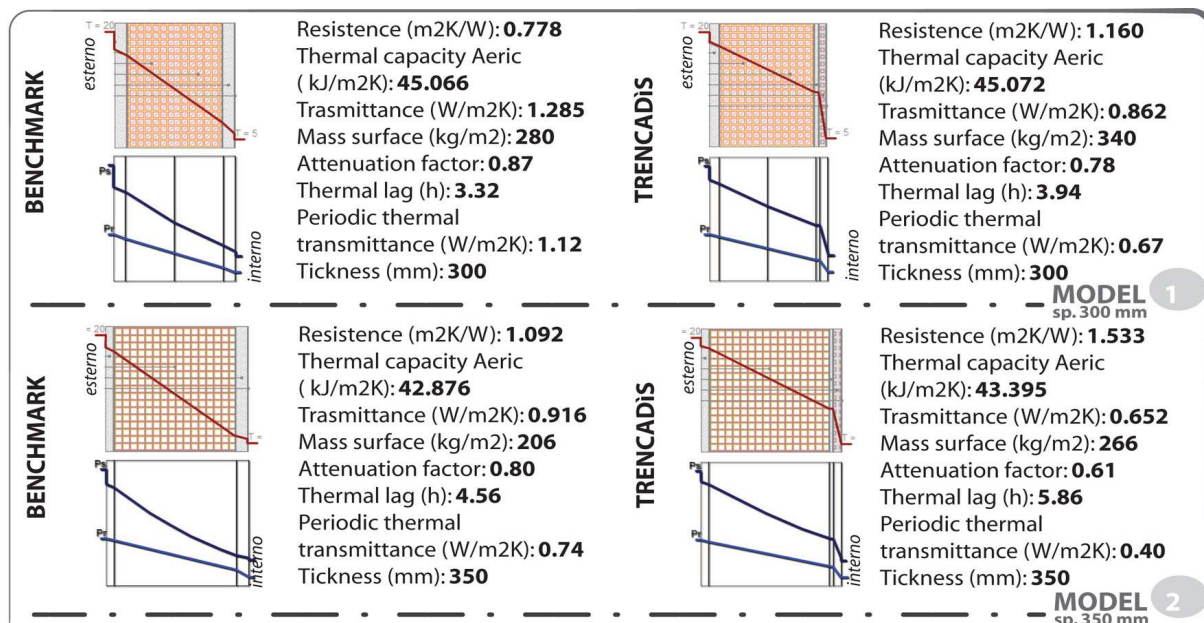 BENCHMARK
T = 20
esterno
T = 5
Ps
Pr
interno
Resistence (m2K/W): 0.778
Thermal capacity Aeric
( kJ/m2K): 45.066
Trasmittance (W/m2K): 1.285
Mass surface (kg/m2): 280
Attenuation factor: 0.87
Thermal lag (h): 3.32
Periodic thermal
transmittance (W/m2K): 1.12
Tickness (mm): 300
TRENCADiS
T = 20
esterno
T = 5
Ps
Pr
interno
Resistence (m2K/W): 1.160
Thermal capacity Aeric
(kJ/m2K): 45.072
Trasmittance (W/m2K): 0.862
Mass surface (kg/m2): 340
Attenuation factor: 0.78
Thermal lag (h): 3.94
Periodic thermal
transmittance (W/m2K): 0.67
Tickness (mm): 300
MODEL 1
sp. 300 mm
BENCHMARK
= 20
esterno
T =
Ps
Pr
interno
Resistence (m2K/W): 1.092
Thermal capacity Aeric
( kJ/m2K): 42.876
Trasmittance (W/m2K): 0.916
Mass surface (kg/m2): 206
Attenuation factor: 0.80
Thermal lag (h): 4.56
Periodic thermal
transmittance (W/m2K): 0.74
Tickness (mm): 350
TRENCADiS
= 20
esterno
T =
Ps
Pr
interno
Resistence (m2K/W): 1.533
Thermal capacity Aeric
(kJ/m2K): 43.395
Trasmittance (W/m2K): 0.652
Mass surface (kg/m2): 266
Attenuation factor: 0.61
Thermal lag (h): 5.86
Periodic thermal
transmittance (W/m2K): 0.40
Tickness (mm): 350
MODEL 2
sp. 350 mm